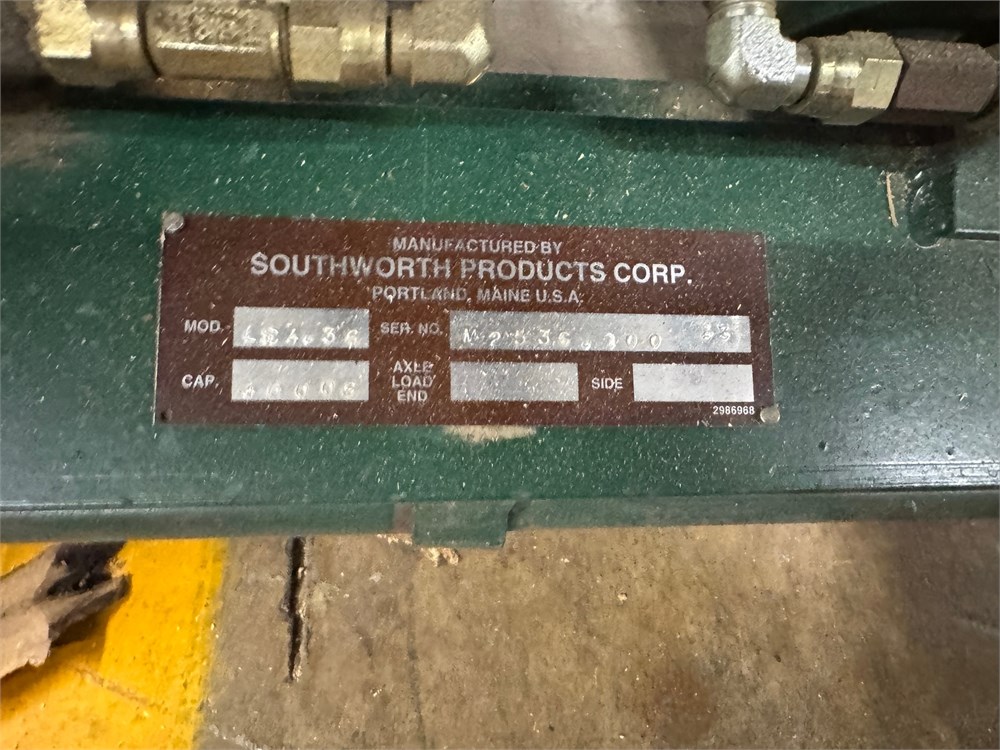 MANUFACTURED BY
SOUTHWORTH PRODUCTS CORP.
PORTLAND, MAINE U.S.A.
MOD. SER. NO.
CAP. AXLE LOAD END SIDE
2986968